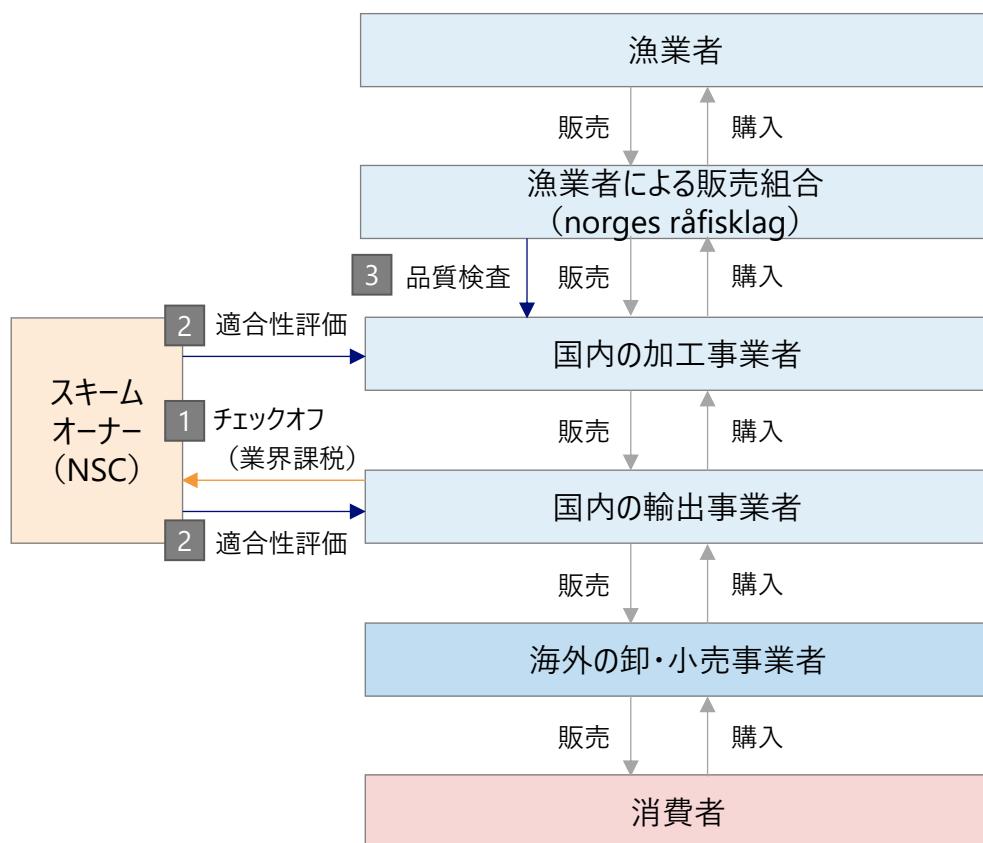 漁業者
販売
購入
漁業者による販売組合
（norges råfisklag）
3 品質検査
販売
購入
2 適合性評価
国内の加工事業者
スキーム
オーナー
（NSC）
1 チェックオフ
（業界課税）
販売
購入
国内の輸出事業者
2 適合性評価
販売
購入
海外の卸・小売事業者
販売
購入
消費者